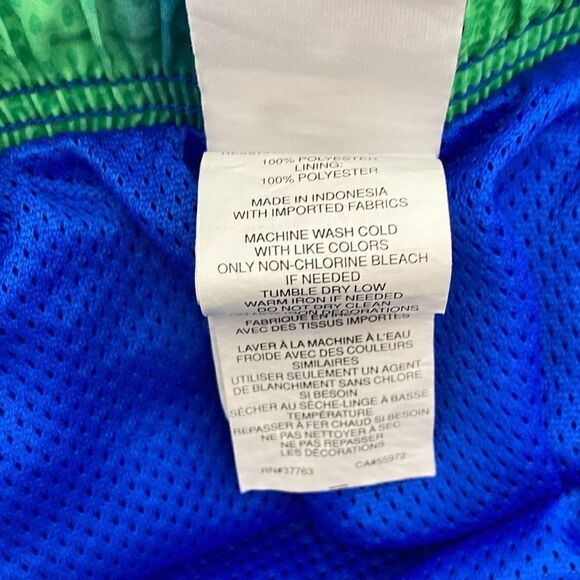 100% POLYESTER
LINING:
100% POLYESTER
MADE IN INDONESIA
WITH IMPORTED FABRICS
MACHINE WASH COLD
WITH LIKE COLORS
ONLY NON-CHLORINE BLEACH
IF NEEDED
TUMBLE DRY LOW
WARM IRON IF NEEDED
DO NOT DRY CLEAN
DECORATIONS
FABRIQUÉ EN
AVEC DES TISSUS IMPORTÉS
LAVER À LA MACHINE À L'EAU
FROIDE AVEC DES COULEURS
SIMILAIRES
UTILISER SEULEMENT UN AGENT
DE BLANCHIMENT SANS CHLORE
SI BESOIN
SÉCHER AU SÈCHE-LINGE À BASSE
TEMPÉRATURE
REPASSER À FER CHAUD SI BESOIN
NE PAS NETTOYER À SEC
NE PAS REPASSER
LES DÉCORATIONS
RN#37763 CA#55972